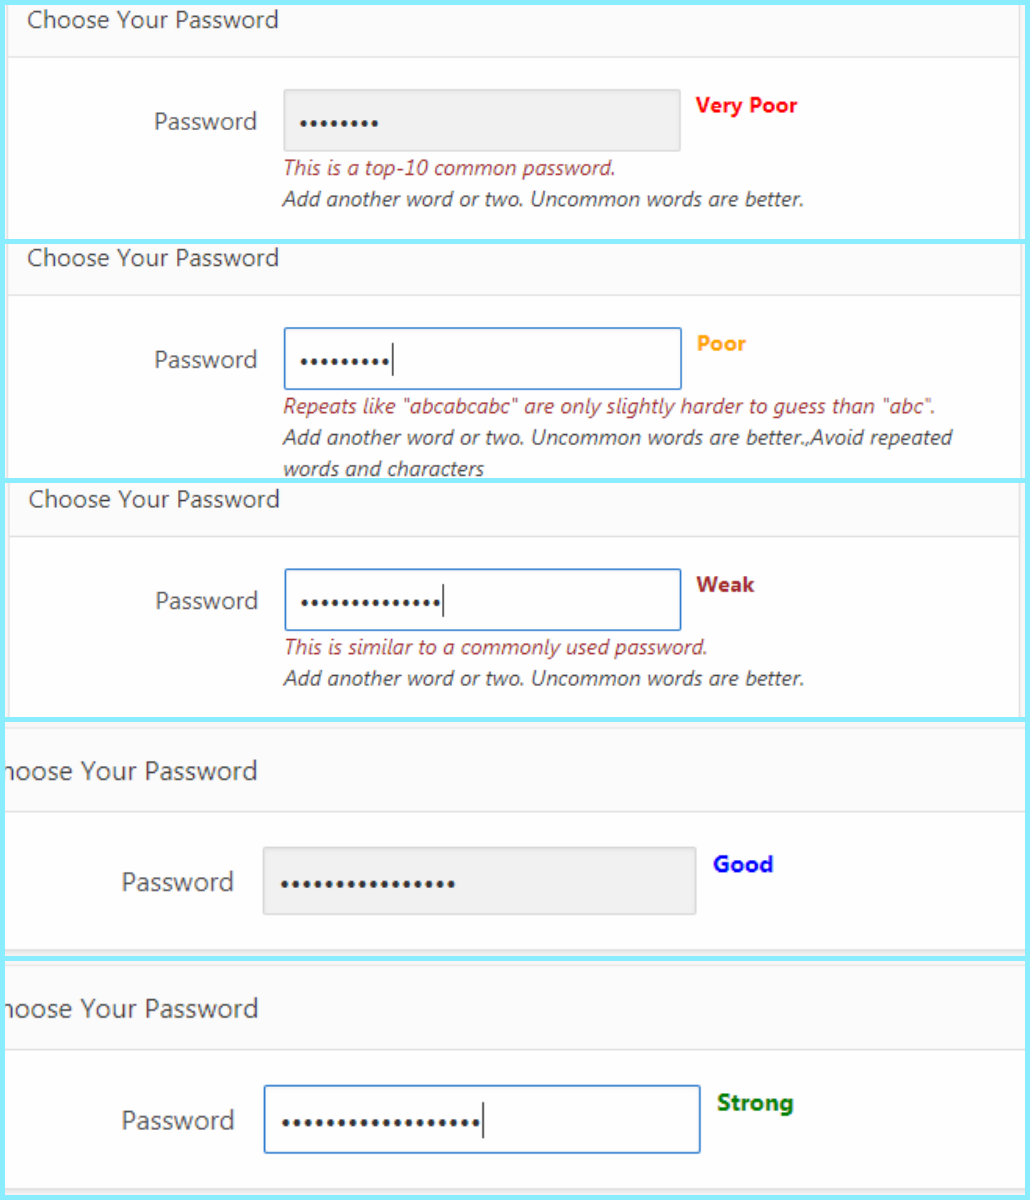 Choose Your Password
Password •••••••• Very Poor
This is a top-10 common password.
Add another word or two. Uncommon words are better.
Choose Your Password
Password ••••••••• Poor
Repeats like "abcabcabc" are only slightly harder to guess than "abc".
Add another word or two. Uncommon words are better.,Avoid repeated
words and characters
Choose Your Password
Password •••••••••••••• Weak
This is similar to a commonly used password.
Add another word or two. Uncommon words are better.
hoose Your Password
Password •••••••••••••••• Good
hoose Your Password
Password •••••••••••••••••• Strong